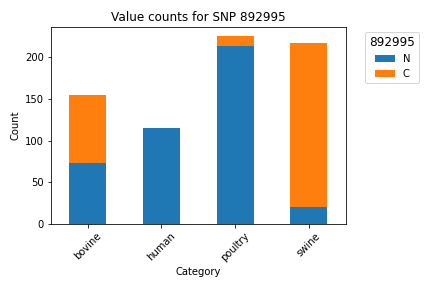 Value counts for SNP 892995
892995
N
C
200
150
100
50
0
Count
bovine
human
poultry
swine
Category